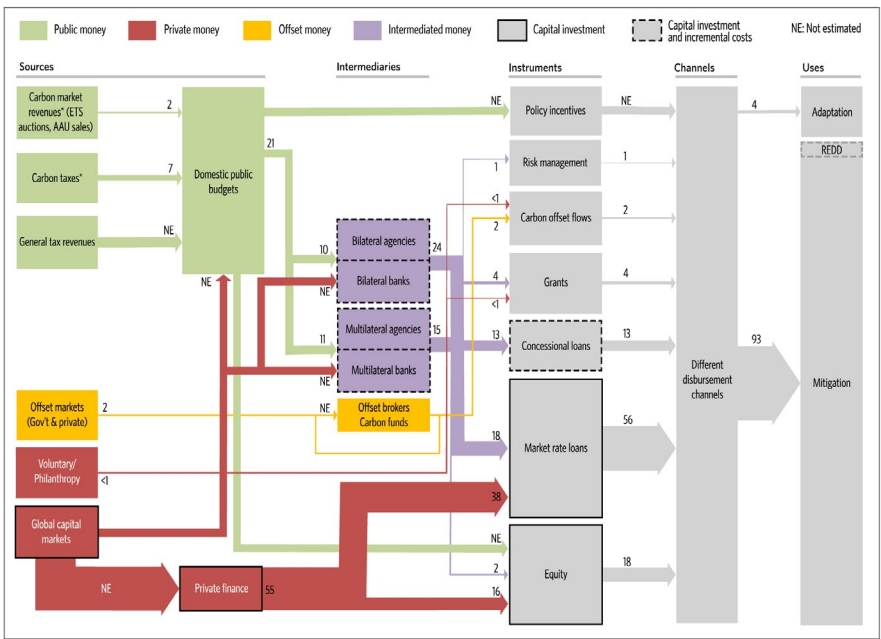 Public money
Private money
Offset money
Intermediated money
Capital investment
Capital investment
and incremental costs
NE: Not estimated
Sources
Intermediaries
Instruments
Channels
Uses
Carbon market
revenues* (ETS
auctions, AAU sales)
2
Carbon taxes*
7
General tax revenues
NE
Domestic public
budgets
21
NE
Offset markets
(Gov't & private)
2
Voluntary/
Philanthropy
<1
Global capital
markets
NE
Private finance
55
10
Bilateral agencies
24
Bilateral banks
NE
Multilateral agencies
15
11
Multilateral banks
NE
NE
Offset brokers
Carbon funds
NE
Policy incentives
NE
1
Risk management
1
<1
Carbon offset flows
2
2
4
Grants
4
<1
13
Concessional loans
13
18
Market rate loans
56
38
NE
2
Equity
18
16
Different
disbursement
channels
4
93
Adaptation
REDD
Mitigation